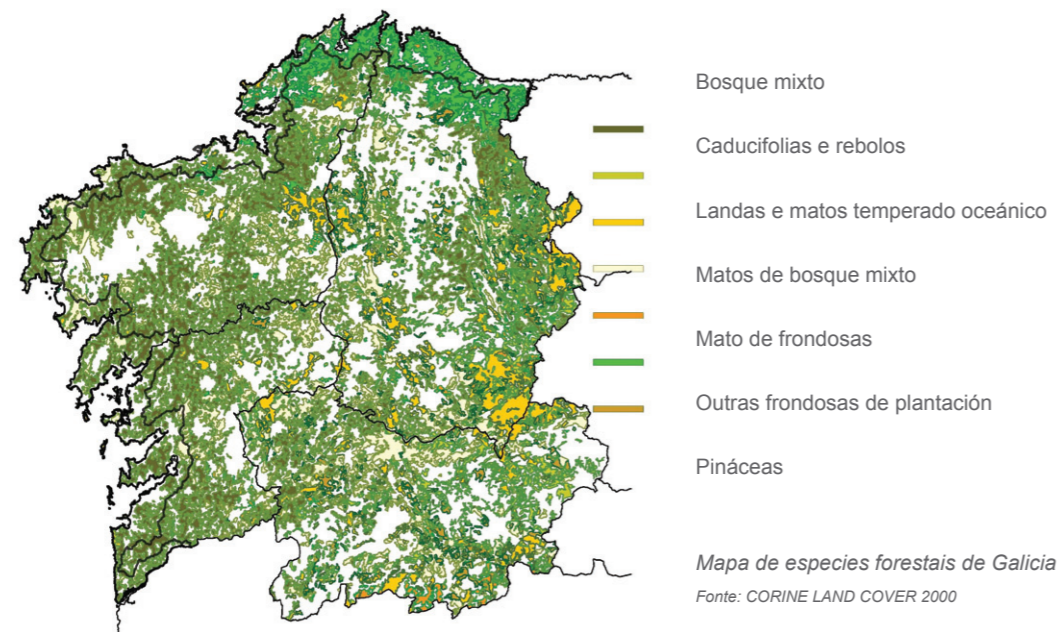 Bosque mixto
Caducifolias e rebolos
Landas e matos temperado oceánico
Matos de bosque mixto
Mato de frondosas
Outras frondosas de plantación
Pináceas
Mapa de especies forestais de Galicia
Fonte: CORINE LAND COVER 2000